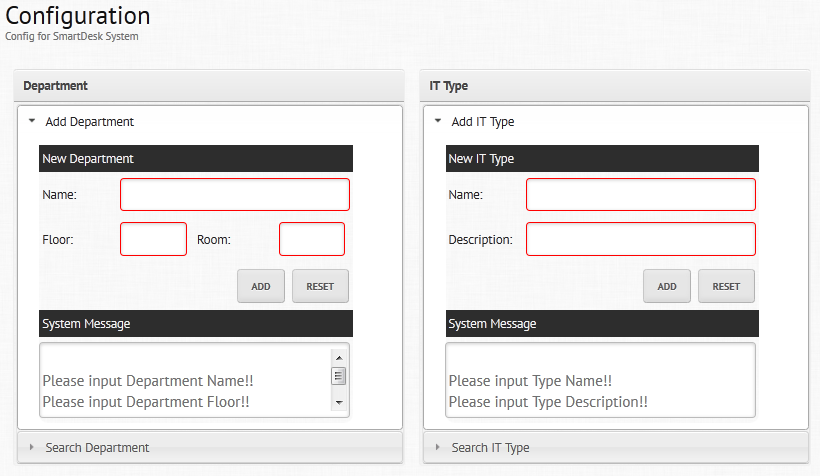 Configuration
Config for SmartDesk System
Department
Add Department
New Department
Name:
Floor: Room:
ADD RESET
System Message
Please input Department Name!!
Please input Department Floor!!
Search Department
IT Type
Add IT Type
New IT Type
Name:
Description:
ADD RESET
System Message
Please input Type Name!!
Please input Type Description!!
Search IT Type